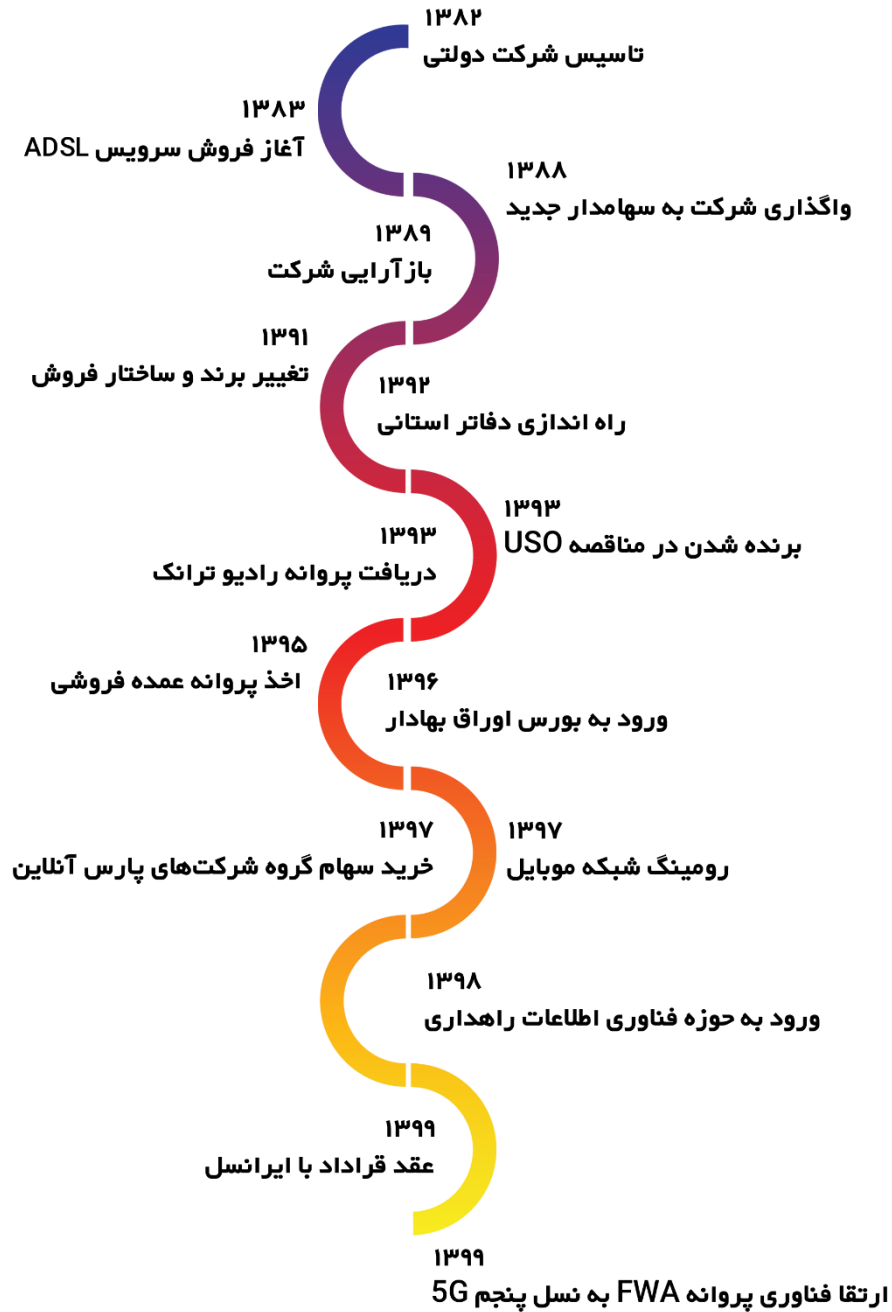 ۱۳۸۲
تاسیس شرکت دولتی
۱۳۸۳
آغاز فروش سرویس ADSL
۱۳۸۸
واگذاری شرکت به سهامدار جدید
۱۳۸۹
بازآرایی شرکت
۱۳۹۱
تغییر برند و ساختار فروش
۱۳۹۲
راه اندازی دفاتر استانی
۱۳۹۳
برنده شدن در مناقصه USO
۱۳۹۳
دریافت پروانه رادیو ترانک
۱۳۹۵
اخذ پروانه عمده فروشی
۱۳۹۶
ورود به بورس اوراق بهادار
۱۳۹۷
رومینگ شبکه موبایل
۱۳۹۷
خرید سهام گروه شرکت‌های پارس آنلاین
۱۳۹۸
ورود به حوزه فناوری اطلاعات راهداری
۱۳۹۹
عقد قراداد با ایرانسل
۱۳۹۹
ارتقا فناوری پروانه FWA به نسل پنجم 5G